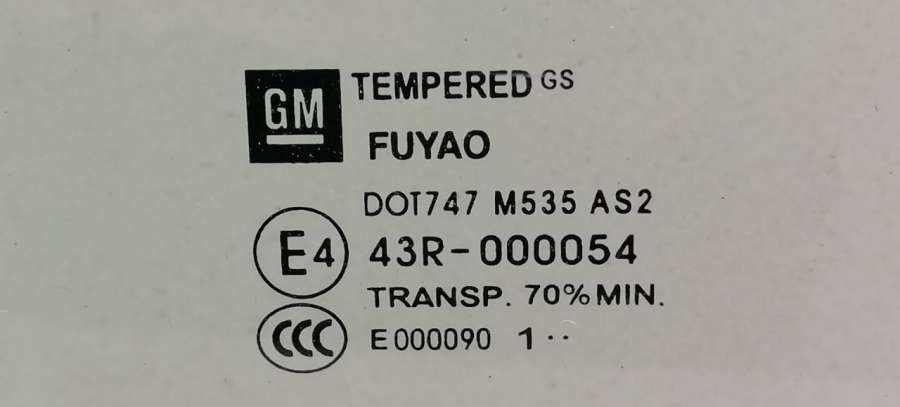 GM TEMPERED GS
FUYAO
DOT747 M535 AS2
E4 43R-000054
TRANSP. 70% MIN.
CCC E000090 1··